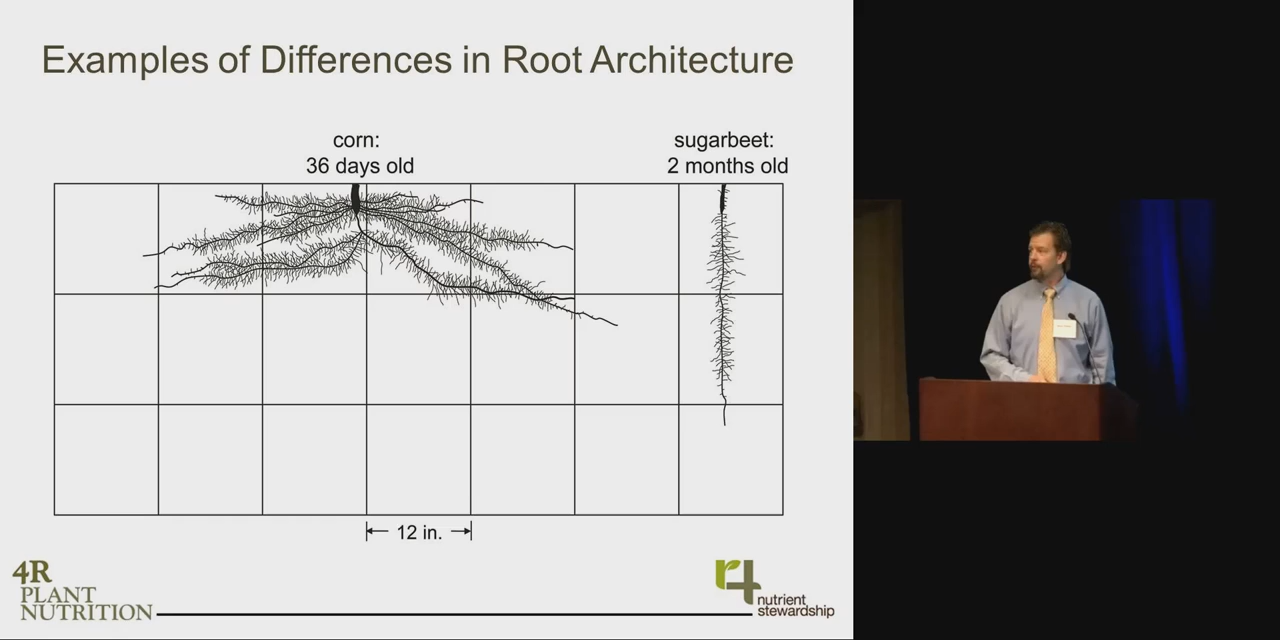 Examples of Differences in Root Architecture
corn:
36 days old
sugarbeet:
2 months old
12 in.
4R
PLANT
NUTRITION
r4
nutrient
stewardship